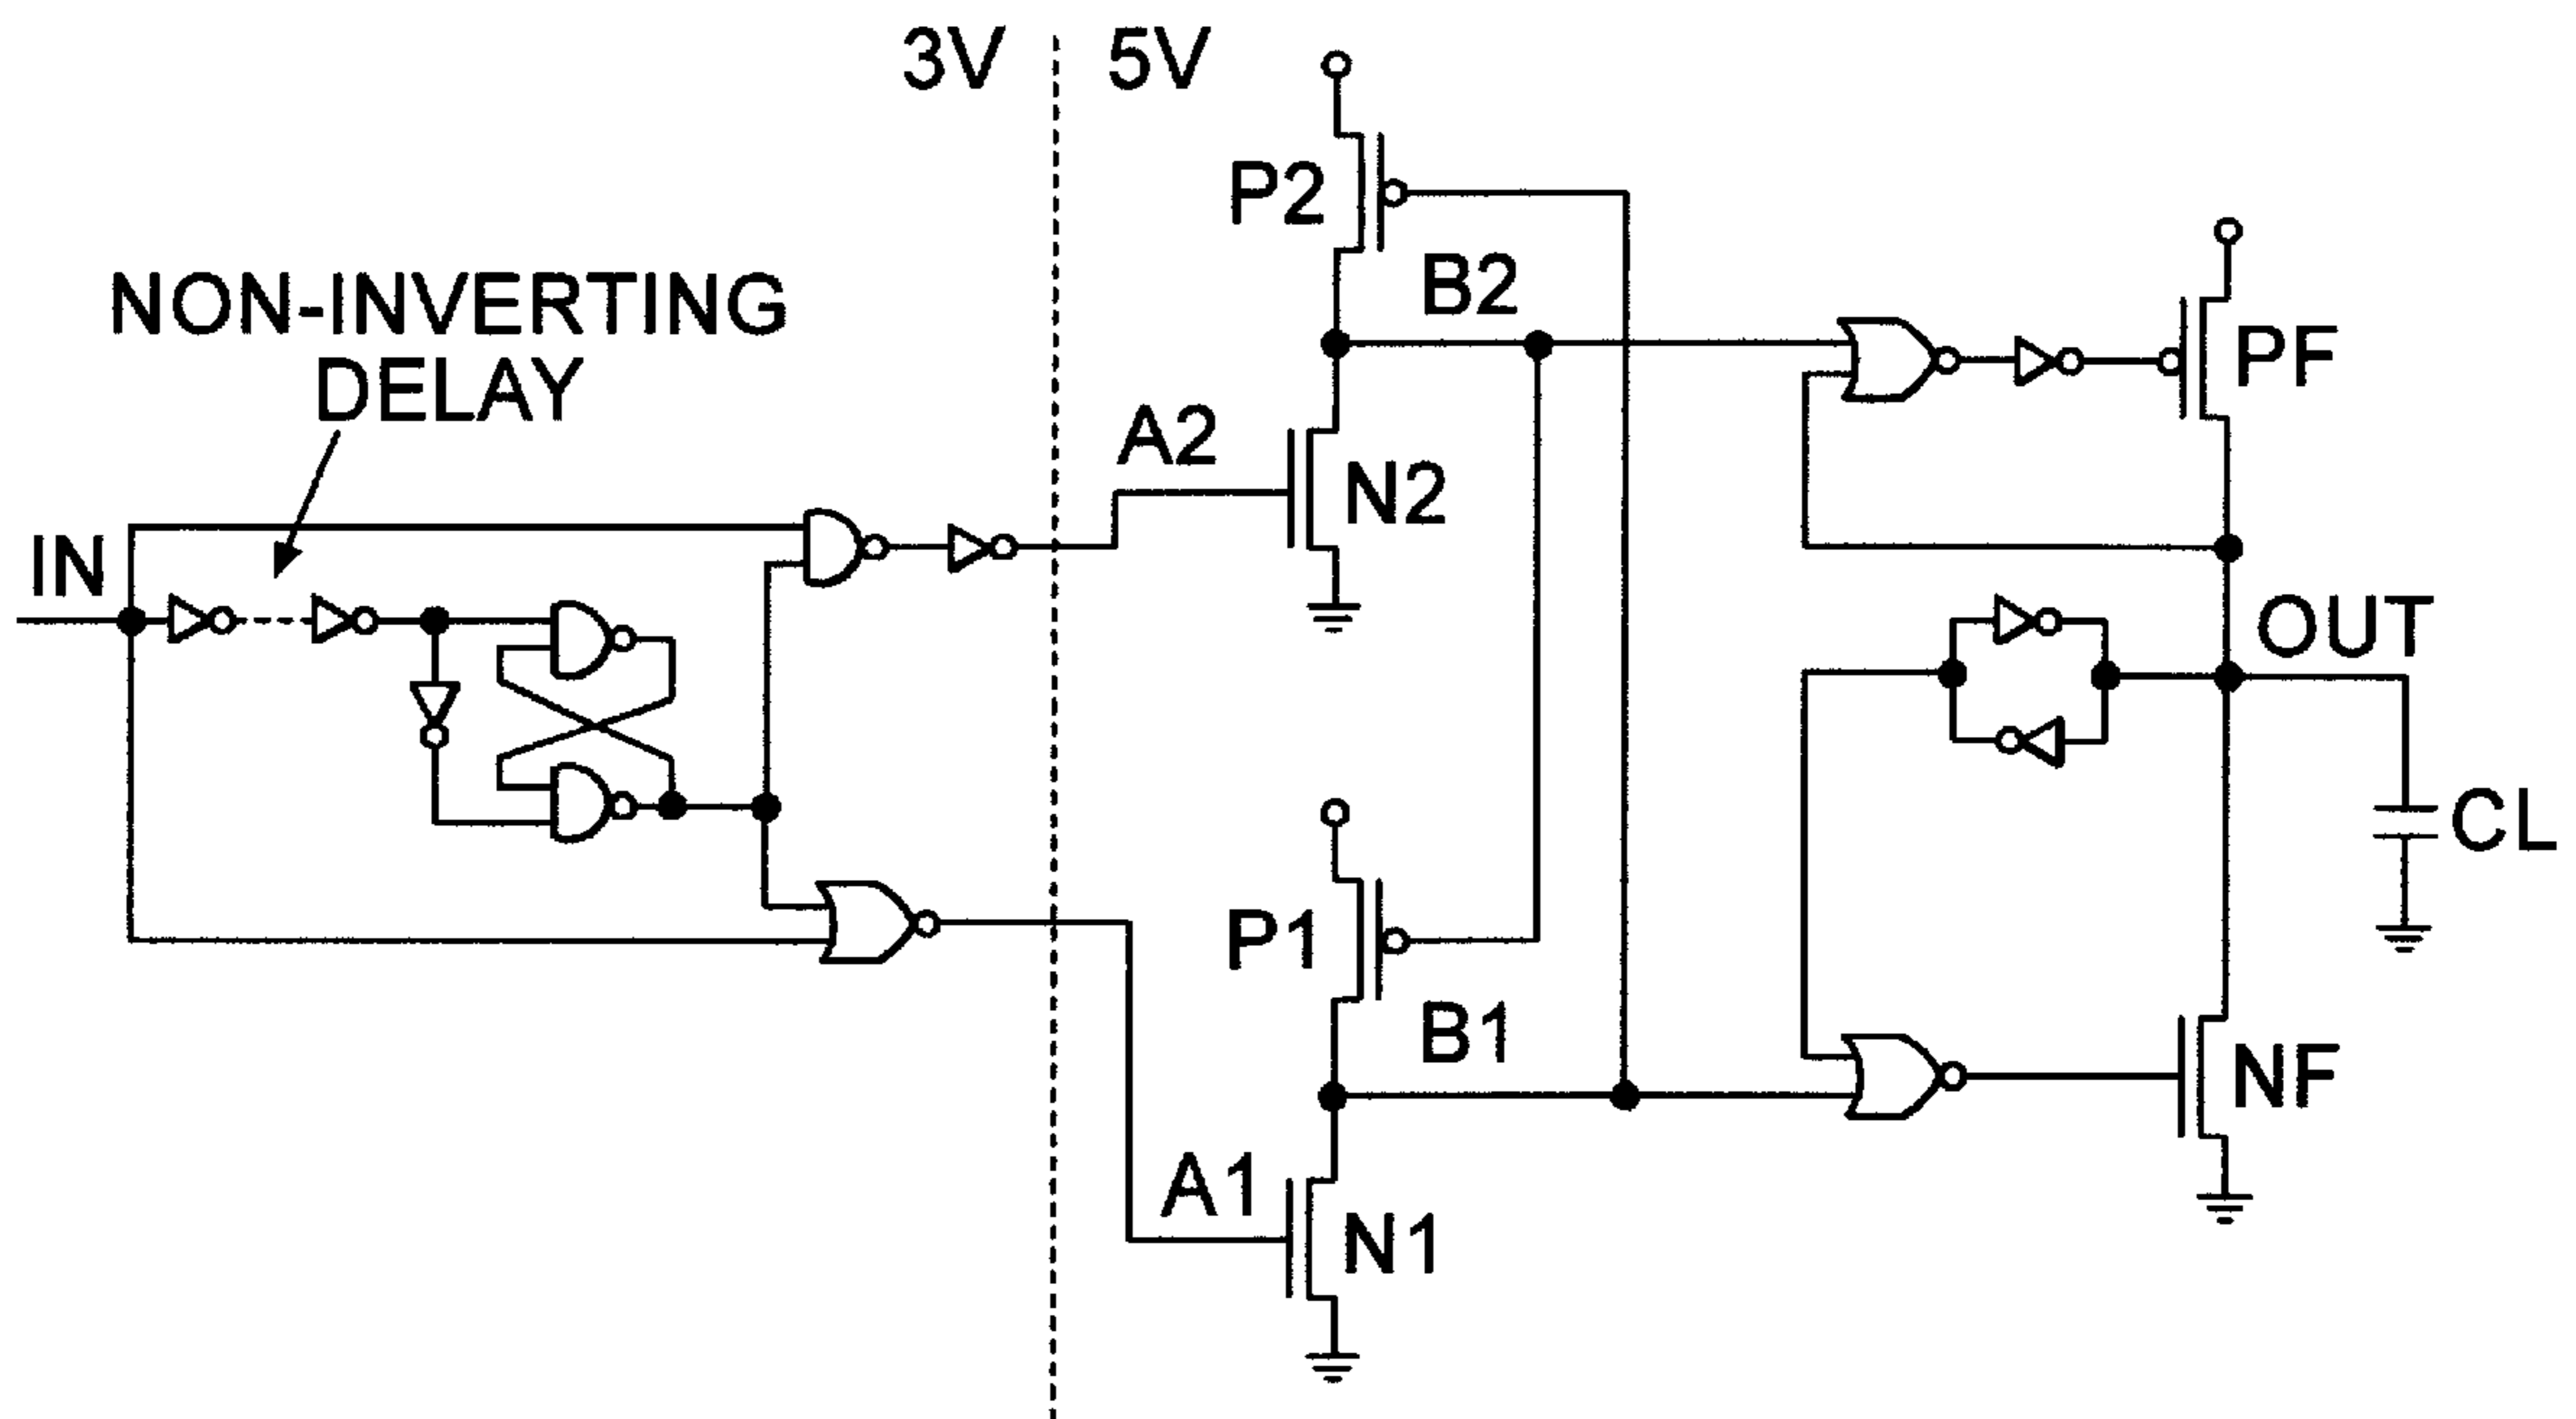 3V
5V
P2
B2
NON-INVERTING
DELAY
PF
A2
N2
IN
OUT
CL
P1
B1
NF
A1
N1